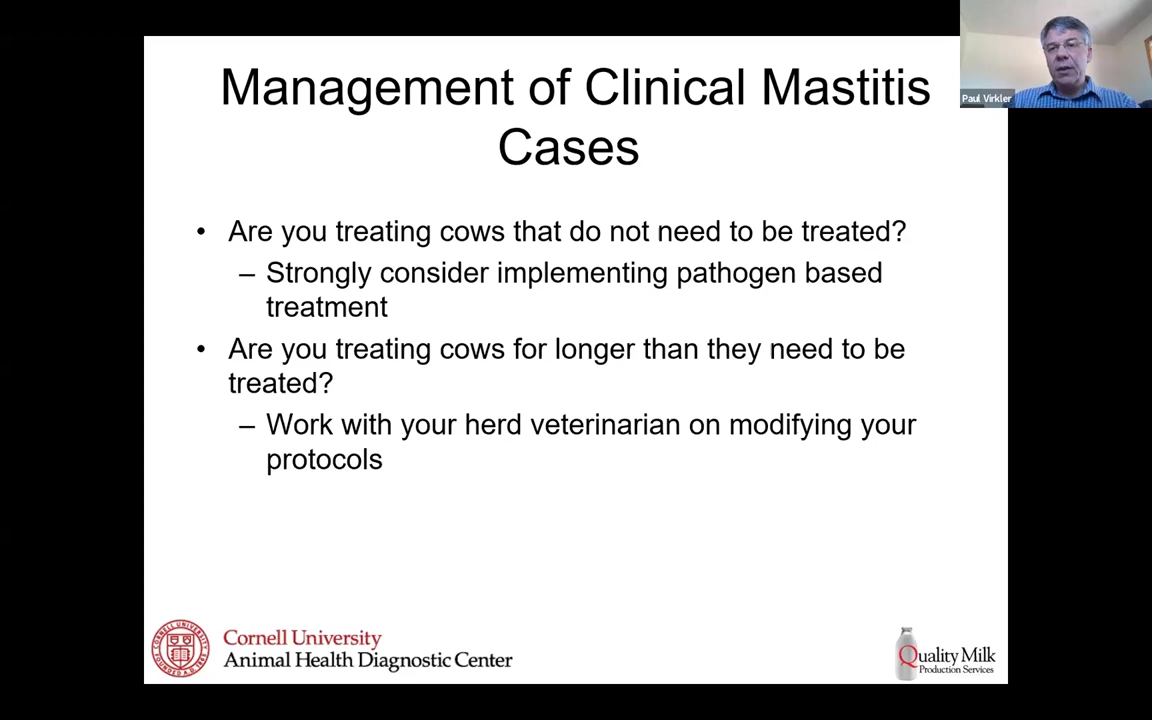 Management of Clinical Mastitis
Cases
Paul Virkler
• Are you treating cows that do not need to be treated?
– Strongly consider implementing pathogen based
treatment
• Are you treating cows for longer than they need to be
treated?
– Work with your herd veterinarian on modifying your
protocols
Cornell University
Animal Health Diagnostic Center
Quality Milk
Production Services